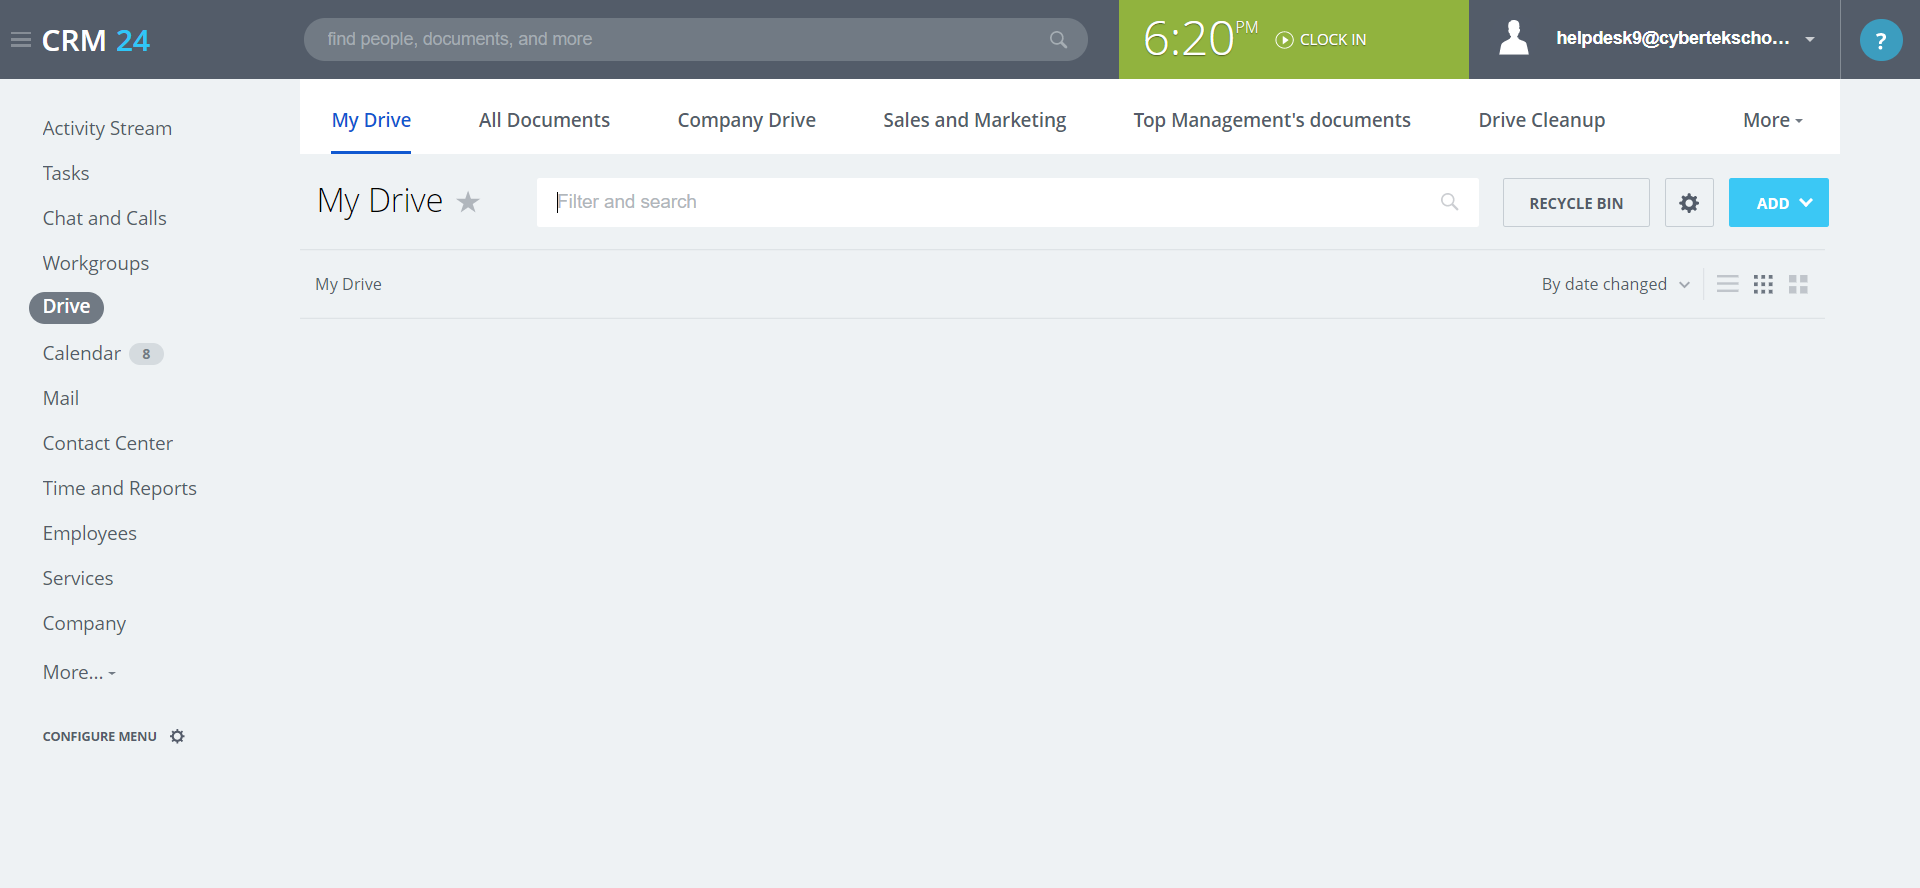 CRM 24
find people, documents, and more
6:20 PM
CLOCK IN
helpdesk9@cybertekscho...
?
Activity Stream
Tasks
Chat and Calls
Workgroups
Drive
Calendar 8
Mail
Contact Center
Time and Reports
Employees
Services
Company
More...
CONFIGURE MENU
My Drive
All Documents
Company Drive
Sales and Marketing
Top Management's documents
Drive Cleanup
More
My Drive
Filter and search
RECYCLE BIN
ADD
My Drive
By date changed